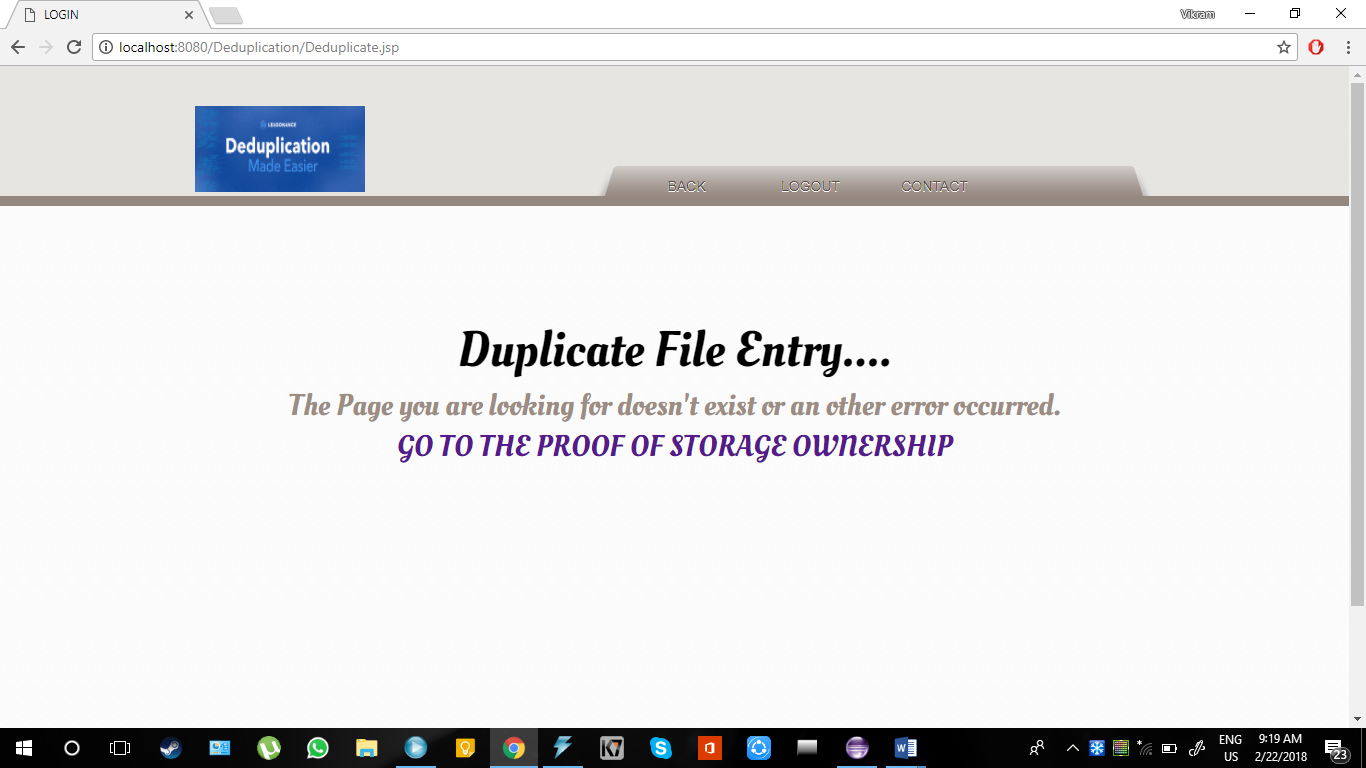 LOGIN
Vikram
localhost:8080/Deduplication/Deduplicate.jsp
Deduplication
Made Easier
BACK
LOGOUT
CONTACT
Duplicate File Entry....
The Page you are looking for doesn't exist or an other error occurred.
GO TO THE PROOF OF STORAGE OWNERSHIP
K7
ENG
US
9:19 AM
2/22/2018
23